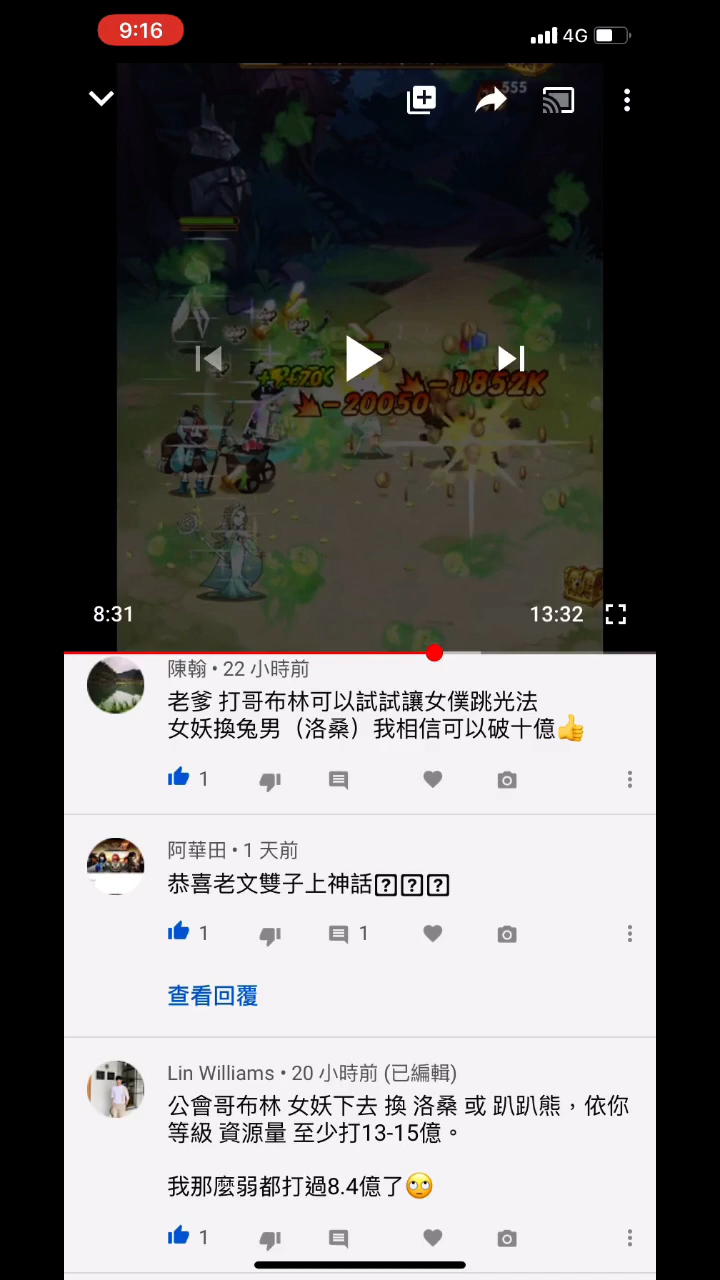 9:16
4G
555
+2670K
-20050
-1852K
8:31
13:32
陳翰 • 22 小時前
老爹 打哥布林可以試試讓女僕跳光法
女妖換兔男（洛桑）我相信可以破十億👍
1
阿華田 • 1 天前
恭喜老文雙子上神話
1
1
查看回覆
Lin Williams • 20 小時前 (已編輯)
公會哥布林 女妖下去 換 洛桑 或 趴趴熊，依你
等級 資源量 至少打13-15億。
我那麼弱都打過8.4億了🙄
1